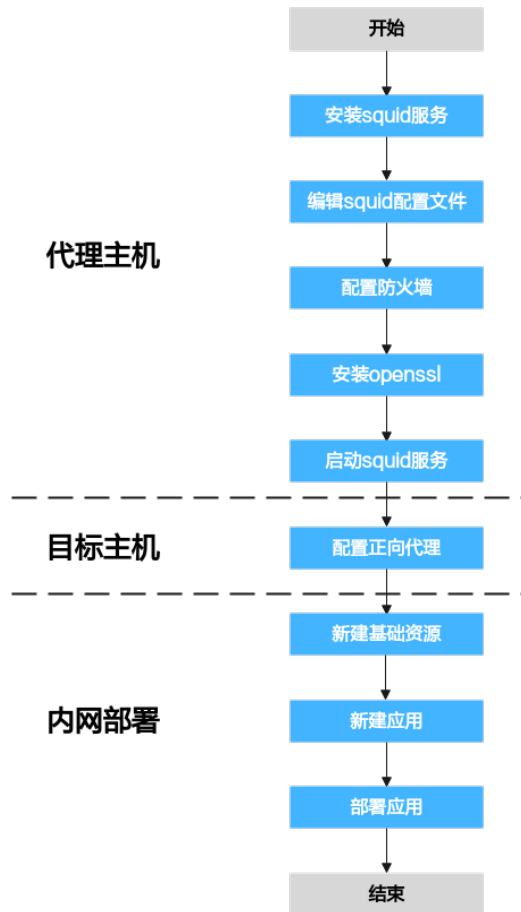 开始
安装squid服务
编辑squid配置文件
代理主机
配置防火墙
安装openssl
启动squid服务
目标主机
配置正向代理
新建基础资源
内网部署
新建应用
部署应用
结束